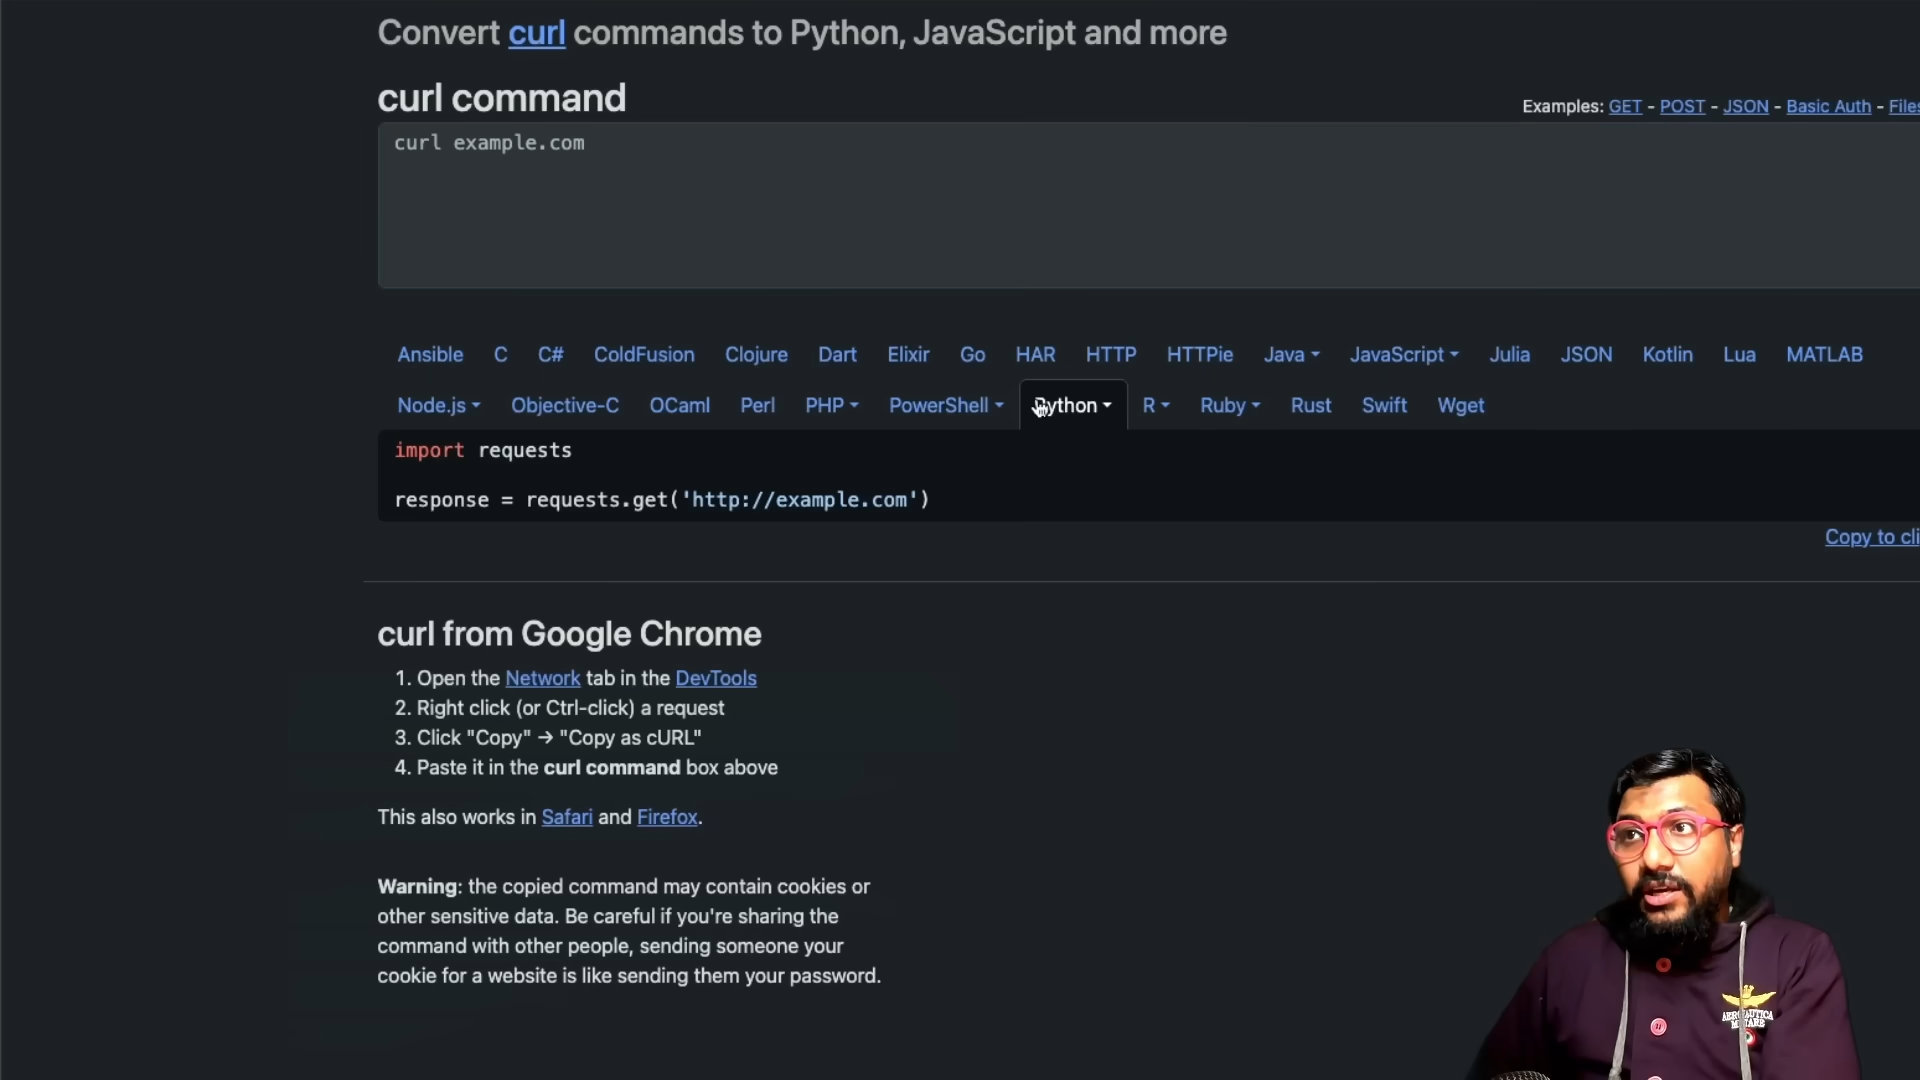 Convert curl commands to Python, JavaScript and more
curl command
Examples: GET - POST - JSON - Basic Auth - Files
curl example.com
Ansible C C# ColdFusion Clojure Dart Elixir Go HAR HTTP HTTPie Java JavaScript Julia JSON Kotlin Lua MATLAB
Node.js Objective-C OCaml Perl PHP PowerShell Python R Ruby Rust Swift Wget
import requests
response = requests.get('http://example.com')
Copy to cli
curl from Google Chrome
1. Open the Network tab in the DevTools
2. Right click (or Ctrl-click) a request
3. Click "Copy" → "Copy as cURL"
4. Paste it in the curl command box above
This also works in Safari and Firefox.
Warning: the copied command may contain cookies or
other sensitive data. Be careful if you're sharing the
command with other people, sending someone your
cookie for a website is like sending them your password.
AERONAUTICA
MILITARE